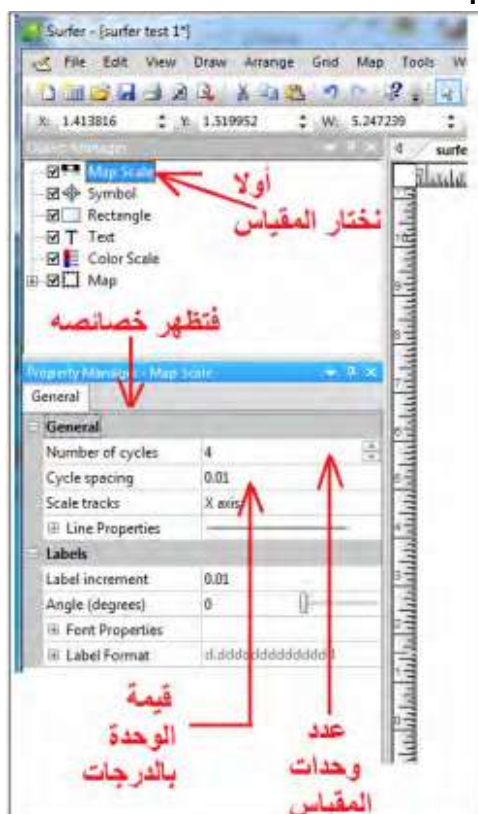 Surfer - [surfer test 1*]
File Edit View Draw Arrange Grid Map Tools W
X: 1.413816 Y: 1.519952 W: 5.247239
Object Manager
Map Scale
Symbol
Rectangle
Text
Color Scale
Map
أولا
نختار المقياس
فتظهر خصائصه
Property Manager - Map Scale
General
General
Number of cycles 4
Cycle spacing 0.01
Scale tracks X axis
Line Properties
Labels
Label increment 0.01
Angle (degrees) 0
Font Properties
Label Format
قيمة
الوحدة
بالدرجات
عدد
وحدات
المقياس